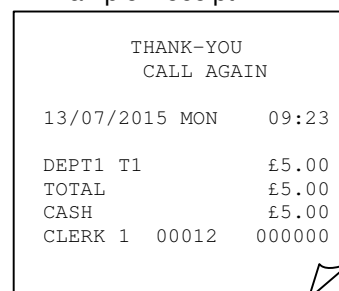 THANK-YOU
CALL AGAIN
13/07/2015 MON 09:23
DEPT1 T1 £5.00
TOTAL £5.00
CASH £5.00
CLERK 1 00012 000000